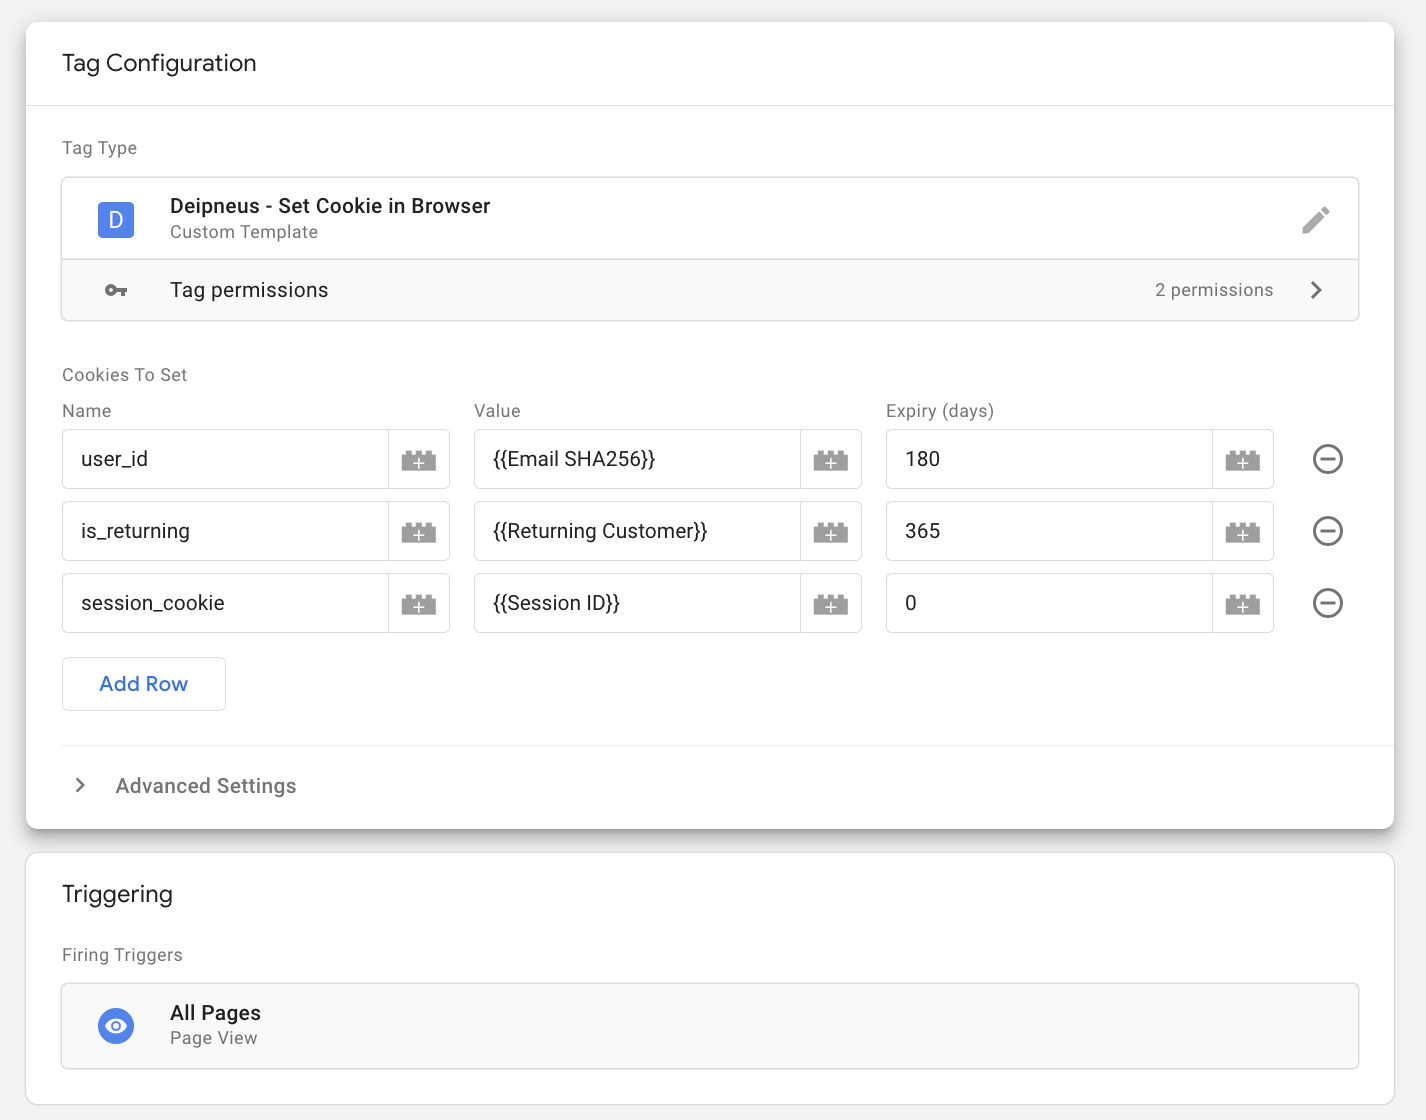 Tag Configuration
Tag Type
D
Deipneus - Set Cookie in Browser
Custom Template
Tag permissions
2 permissions
Cookies To Set
Name Value Expiry (days)
user_id {{Email SHA256}} 180
is_returning {{Returning Customer}} 365
session_cookie {{Session ID}} 0
Add Row
Advanced Settings
Triggering
Firing Triggers
All Pages
Page View